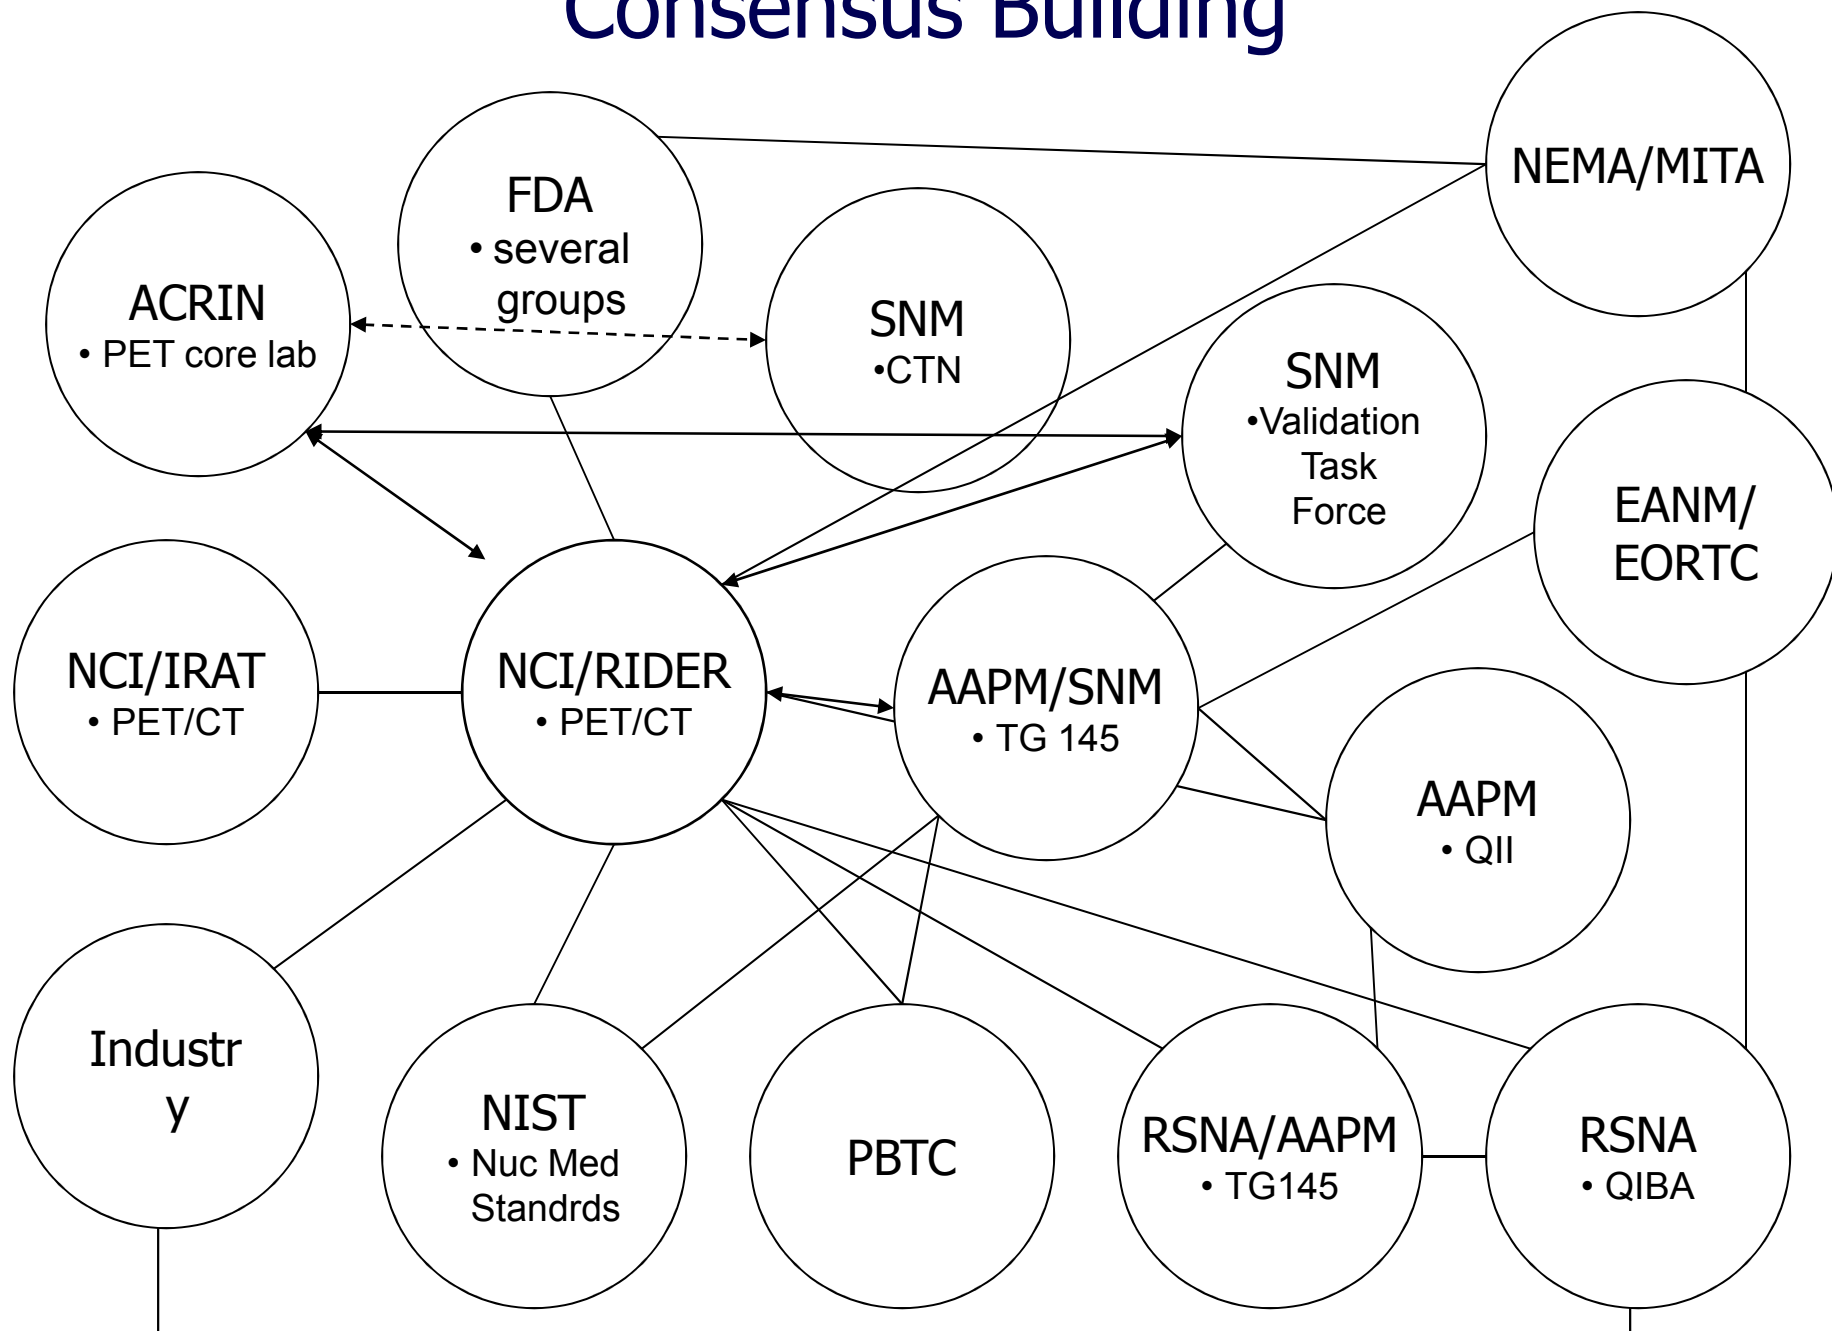 Consensus Building
NEMA/MITA
FDA
• several
groups
ACRIN
• PET core lab
SNM
•CTN
SNM
•Validation
Task
Force
EANM/
EORTC
NCI/IRAT
• PET/CT
NCI/RIDER
• PET/CT
AAPM/SNM
• TG 145
AAPM
• QII
Industr
y
NIST
• Nuc Med
Standrds
PBTC
RSNA/AAPM
• TG145
RSNA
• QIBA